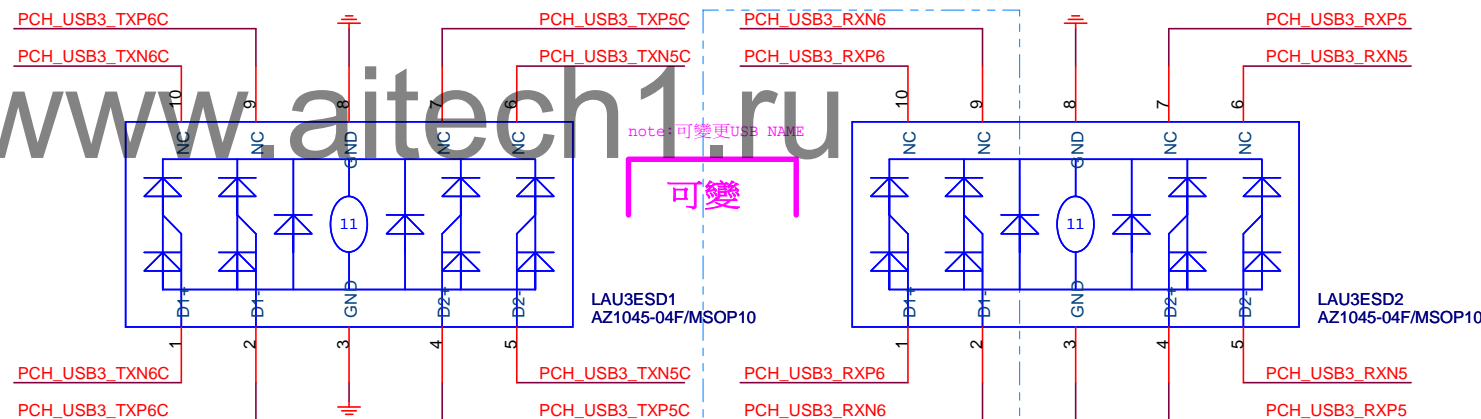 PCH_USB3_TXP6C
PCH_USB3_TXP5C
PCH_USB3_RXN6
PCH_USB3_RXP5
PCH_USB3_TXN6C
PCH_USB3_TXN5C
PCH_USB3_RXP6
PCH_USB3_RXN5
www.aitech1.ru
10
9
8
7
6
10
9
8
7
6
note:可變更USB NAME
NC
NC
GND
NC
NC
NC
NC
GND
NC
NC
可變
11
11
D1+
D1-
GND
D2+
D2-
D1+
D1-
GND
D2+
D2-
LAU3ESD1
AZ1045-04F/MSOP10
LAU3ESD2
AZ1045-04F/MSOP10
1
2
3
4
5
1
2
3
4
5
PCH_USB3_TXN6C
PCH_USB3_TXN5C
PCH_USB3_RXP6
PCH_USB3_RXN5
PCH_USB3_TXP6C
PCH_USB3_TXP5C
PCH_USB3_RXN6
PCH_USB3_RXP5